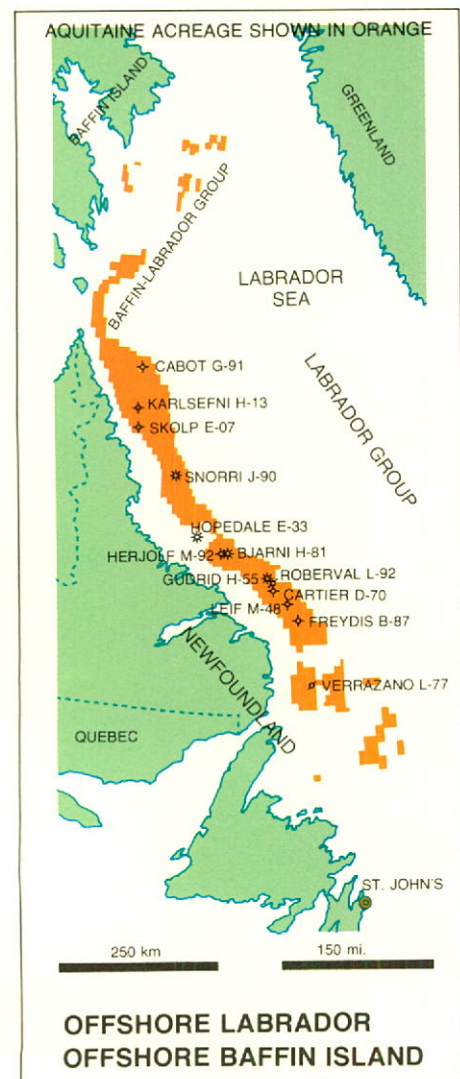 AQUITAINE ACREAGE SHOWN IN ORANGE
BAFFIN ISLAND
GREENLAND
BAFFIN-LABRADOR GROUP
LABRADOR
SEA
LABRADOR GROUP
CABOT G-91
KARLSEFNI H-13
SKOLP E-07
SNORRI J-90
HOPEDALE E-33
HERJOLF M-92
BJARNI H-81
GUDRID H-55
ROBERVAL L-92
CARTIER D-70
LEIF M-48
FREYDIS B-87
NEWFOUNDLAND
VERRAZANO L-77
QUEBEC
ST. JOHN'S
250 km
150 mi.
OFFSHORE LABRADOR
OFFSHORE BAFFIN ISLAND